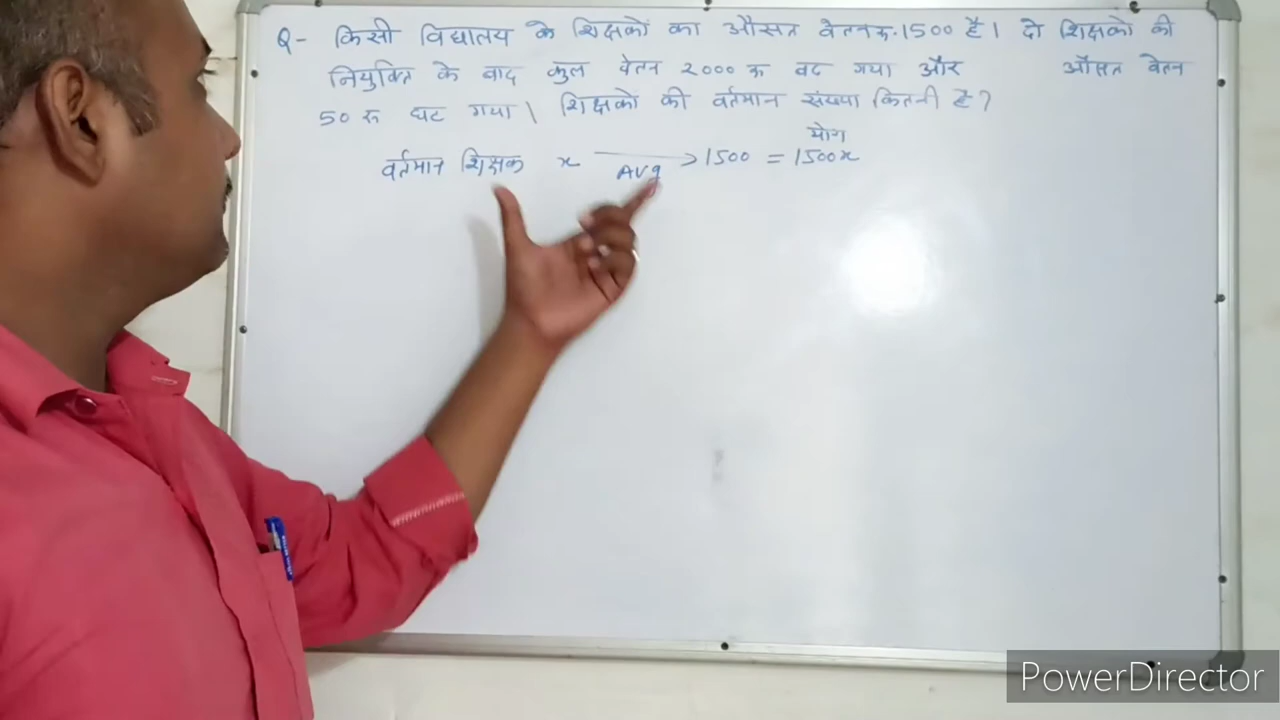 Q- किसी विद्यालय के शिक्षकों का औसत वेतन रु.1500 है। दो शिक्षकों की
नियुक्ति के बाद कुल वेतन 2000 रु बढ गया और औसत वेतन
50 रु घट गया। शिक्षकों की वर्तमान संख्या कितनी है?
योग
वर्तमान शिक्षक x → 1500 = 1500x
AVg
PowerDirector